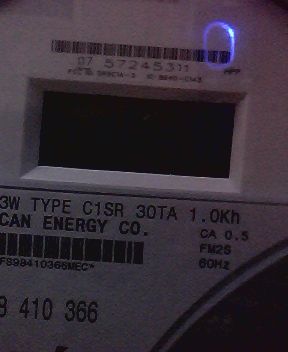 07 57245311
3W TYPE C1SR 30TA 1.0Kh
CAN ENERGY CO.
CA 0.5
FM2S
60Hz
410 366